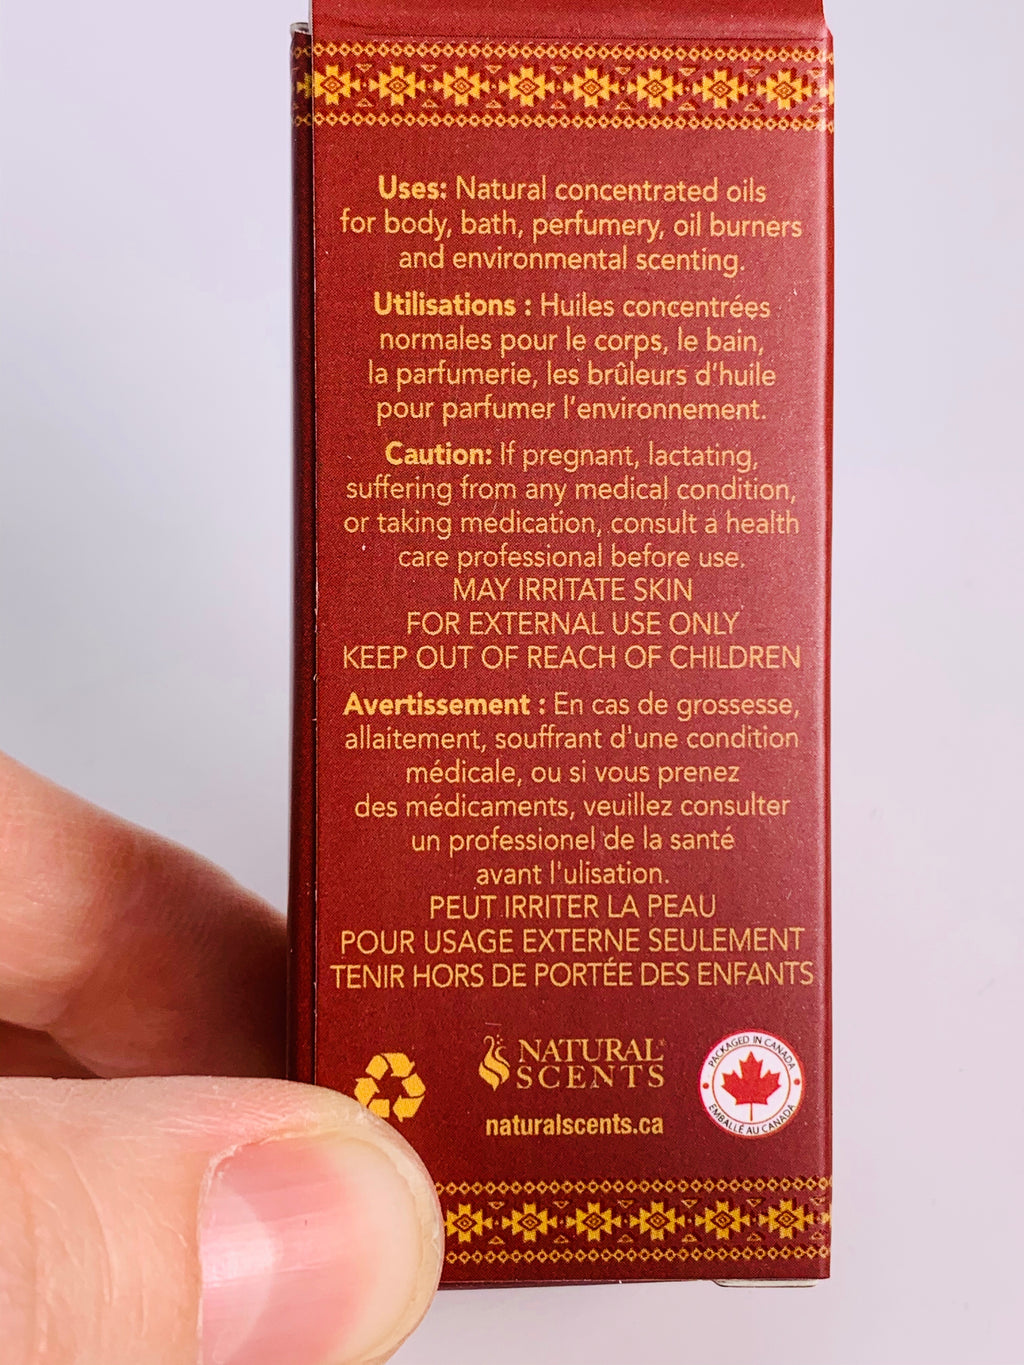 Uses: Natural concentrated oils
for body, bath, perfumery, oil burners
and environmental scenting.
Utilisations : Huiles concentrées
normales pour le corps, le bain,
la parfumerie, les brûleurs d'huile
pour parfumer l'environnement.
Caution: If pregnant, lactating,
suffering from any medical condition,
or taking medication, consult a health
care professional before use.
MAY IRRITATE SKIN
FOR EXTERNAL USE ONLY
KEEP OUT OF REACH OF CHILDREN
Avertissement : En cas de grossesse,
allaitement, souffrant d'une condition
médicale, ou si vous prenez
des médicaments, veuillez consulter
un professionel de la santé
avant l'ulisation.
PEUT IRRITER LA PEAU
POUR USAGE EXTERNE SEULEMENT
TENIR HORS DE PORTÉE DES ENFANTS
NATURAL®
SCENTS
naturalscents.ca
PACKAGED IN CANADA
EMBALLÉ AU CANADA